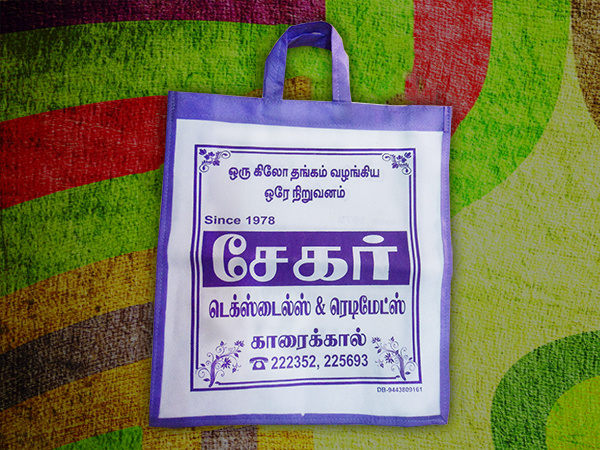 ஒரு கிலோ தங்கம் வழங்கிய
ஒரே நிறுவனம்
Since 1978
சேகர்
டெக்ஸ்டைல்ஸ் & ரெடிமேட்ஸ்
காரைக்கால்
☎ 222352, 225693
DB-9443809161